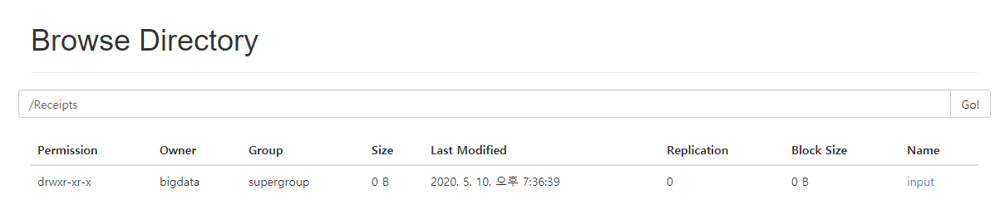 Browse Directory
/Receipts Go!
Permission Owner Group Size Last Modified Replication Block Size Name
drwxr-xr-x bigdata supergroup 0 B 2020. 5. 10. 오후 7:36:39 0 0 B input